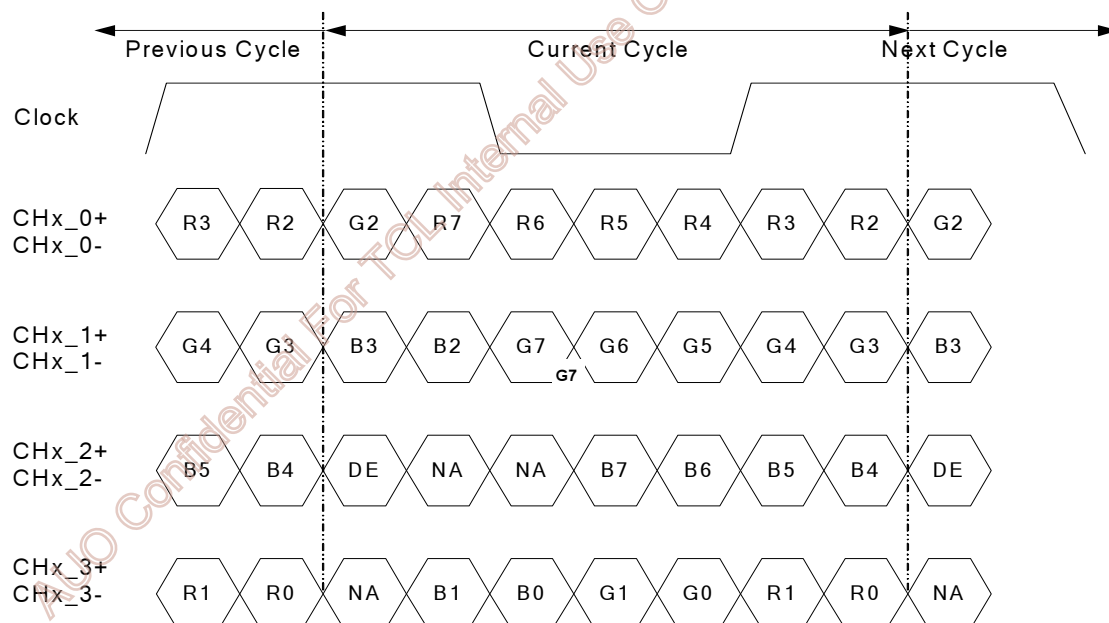 Previous Cycle Current Cycle Next Cycle
Clock
CHx_0+
CHx_0-
R3 R2 G2 R7 R6 R5 R4 R3 R2 G2
CHx_1+
CHx_1-
G4 G3 B3 B2 G7 G6 G5 G4 G3 B3
G7
CHx_2+
CHx_2-
B5 B4 DE NA NA B7 B6 B5 B4 DE
CHx_3+
CHx_3-
R1 R0 NA B1 B0 G1 G0 R1 R0 NA
AUO Confidential For TCL Internal Use